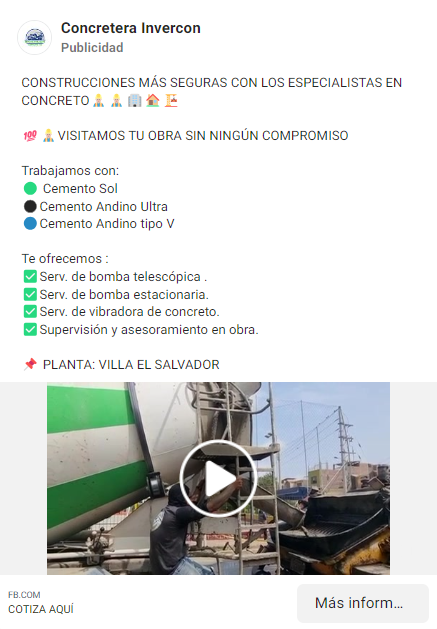 Concretera Invercon
Publicidad
CONSTRUCCIONES MÁS SEGURAS CON LOS ESPECIALISTAS EN
CONCRETO👷🏼👷🏼🏢🏠🏗️
💯 👷🏼VISITAMOS TU OBRA SIN NINGÚN COMPROMISO
Trabajamos con:
🟢 Cemento Sol
⚫Cemento Andino Ultra
🔵Cemento Andino tipo V
Te ofrecemos :
✅Serv. de bomba telescópica .
✅Serv. de bomba estacionaria.
✅Serv. de vibradora de concreto.
✅Supervisión y asesoramiento en obra.
📌 PLANTA: VILLA EL SALVADOR
FB.COM
COTIZA AQUÍ
Más inform...